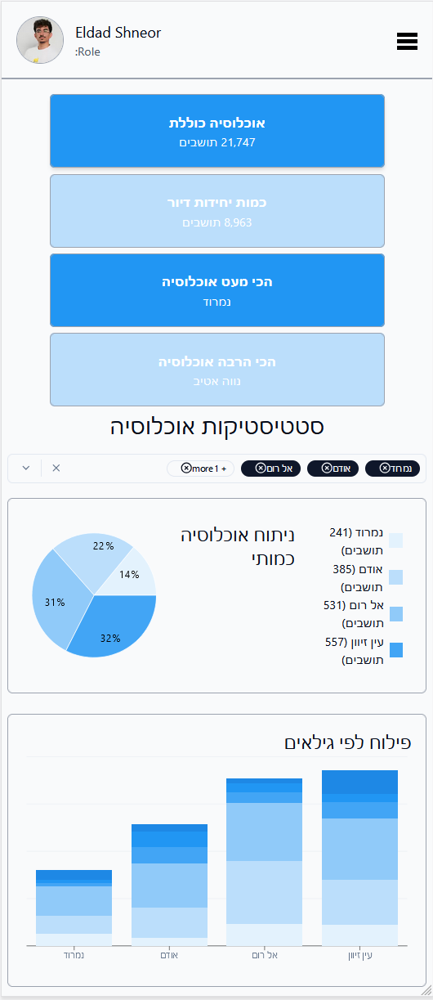 Eldad Shneor
:Role
אוכלוסיה כוללת
21,747 תושבים
כמות יחידות דיור
8,963 תושבים
הכי מעט אוכלוסיה
נמרוד
הכי הרבה אוכלוסיה
נווה אטיב
סטטיסטיקות אוכלוסיה
נמרוד
אודם
אל רום
+ 1 more
ניתוח אוכלוסיה
כמותי
נמרוד (241
תושבים)
אודם (385
תושבים)
אל רום (531
תושבים)
עין זיוון (557
תושבים)
22%
14%
31%
32%
פילוח לפי גילאים
נמרוד
אודם
אל רום
עין זיוון